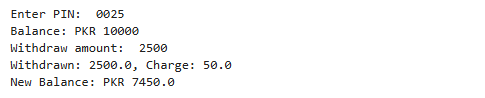 Enter PIN:  0025
Balance: PKR 10000
Withdraw amount:  2500
Withdrawn: 2500.0, Charge: 50.0
New Balance: PKR 7450.0